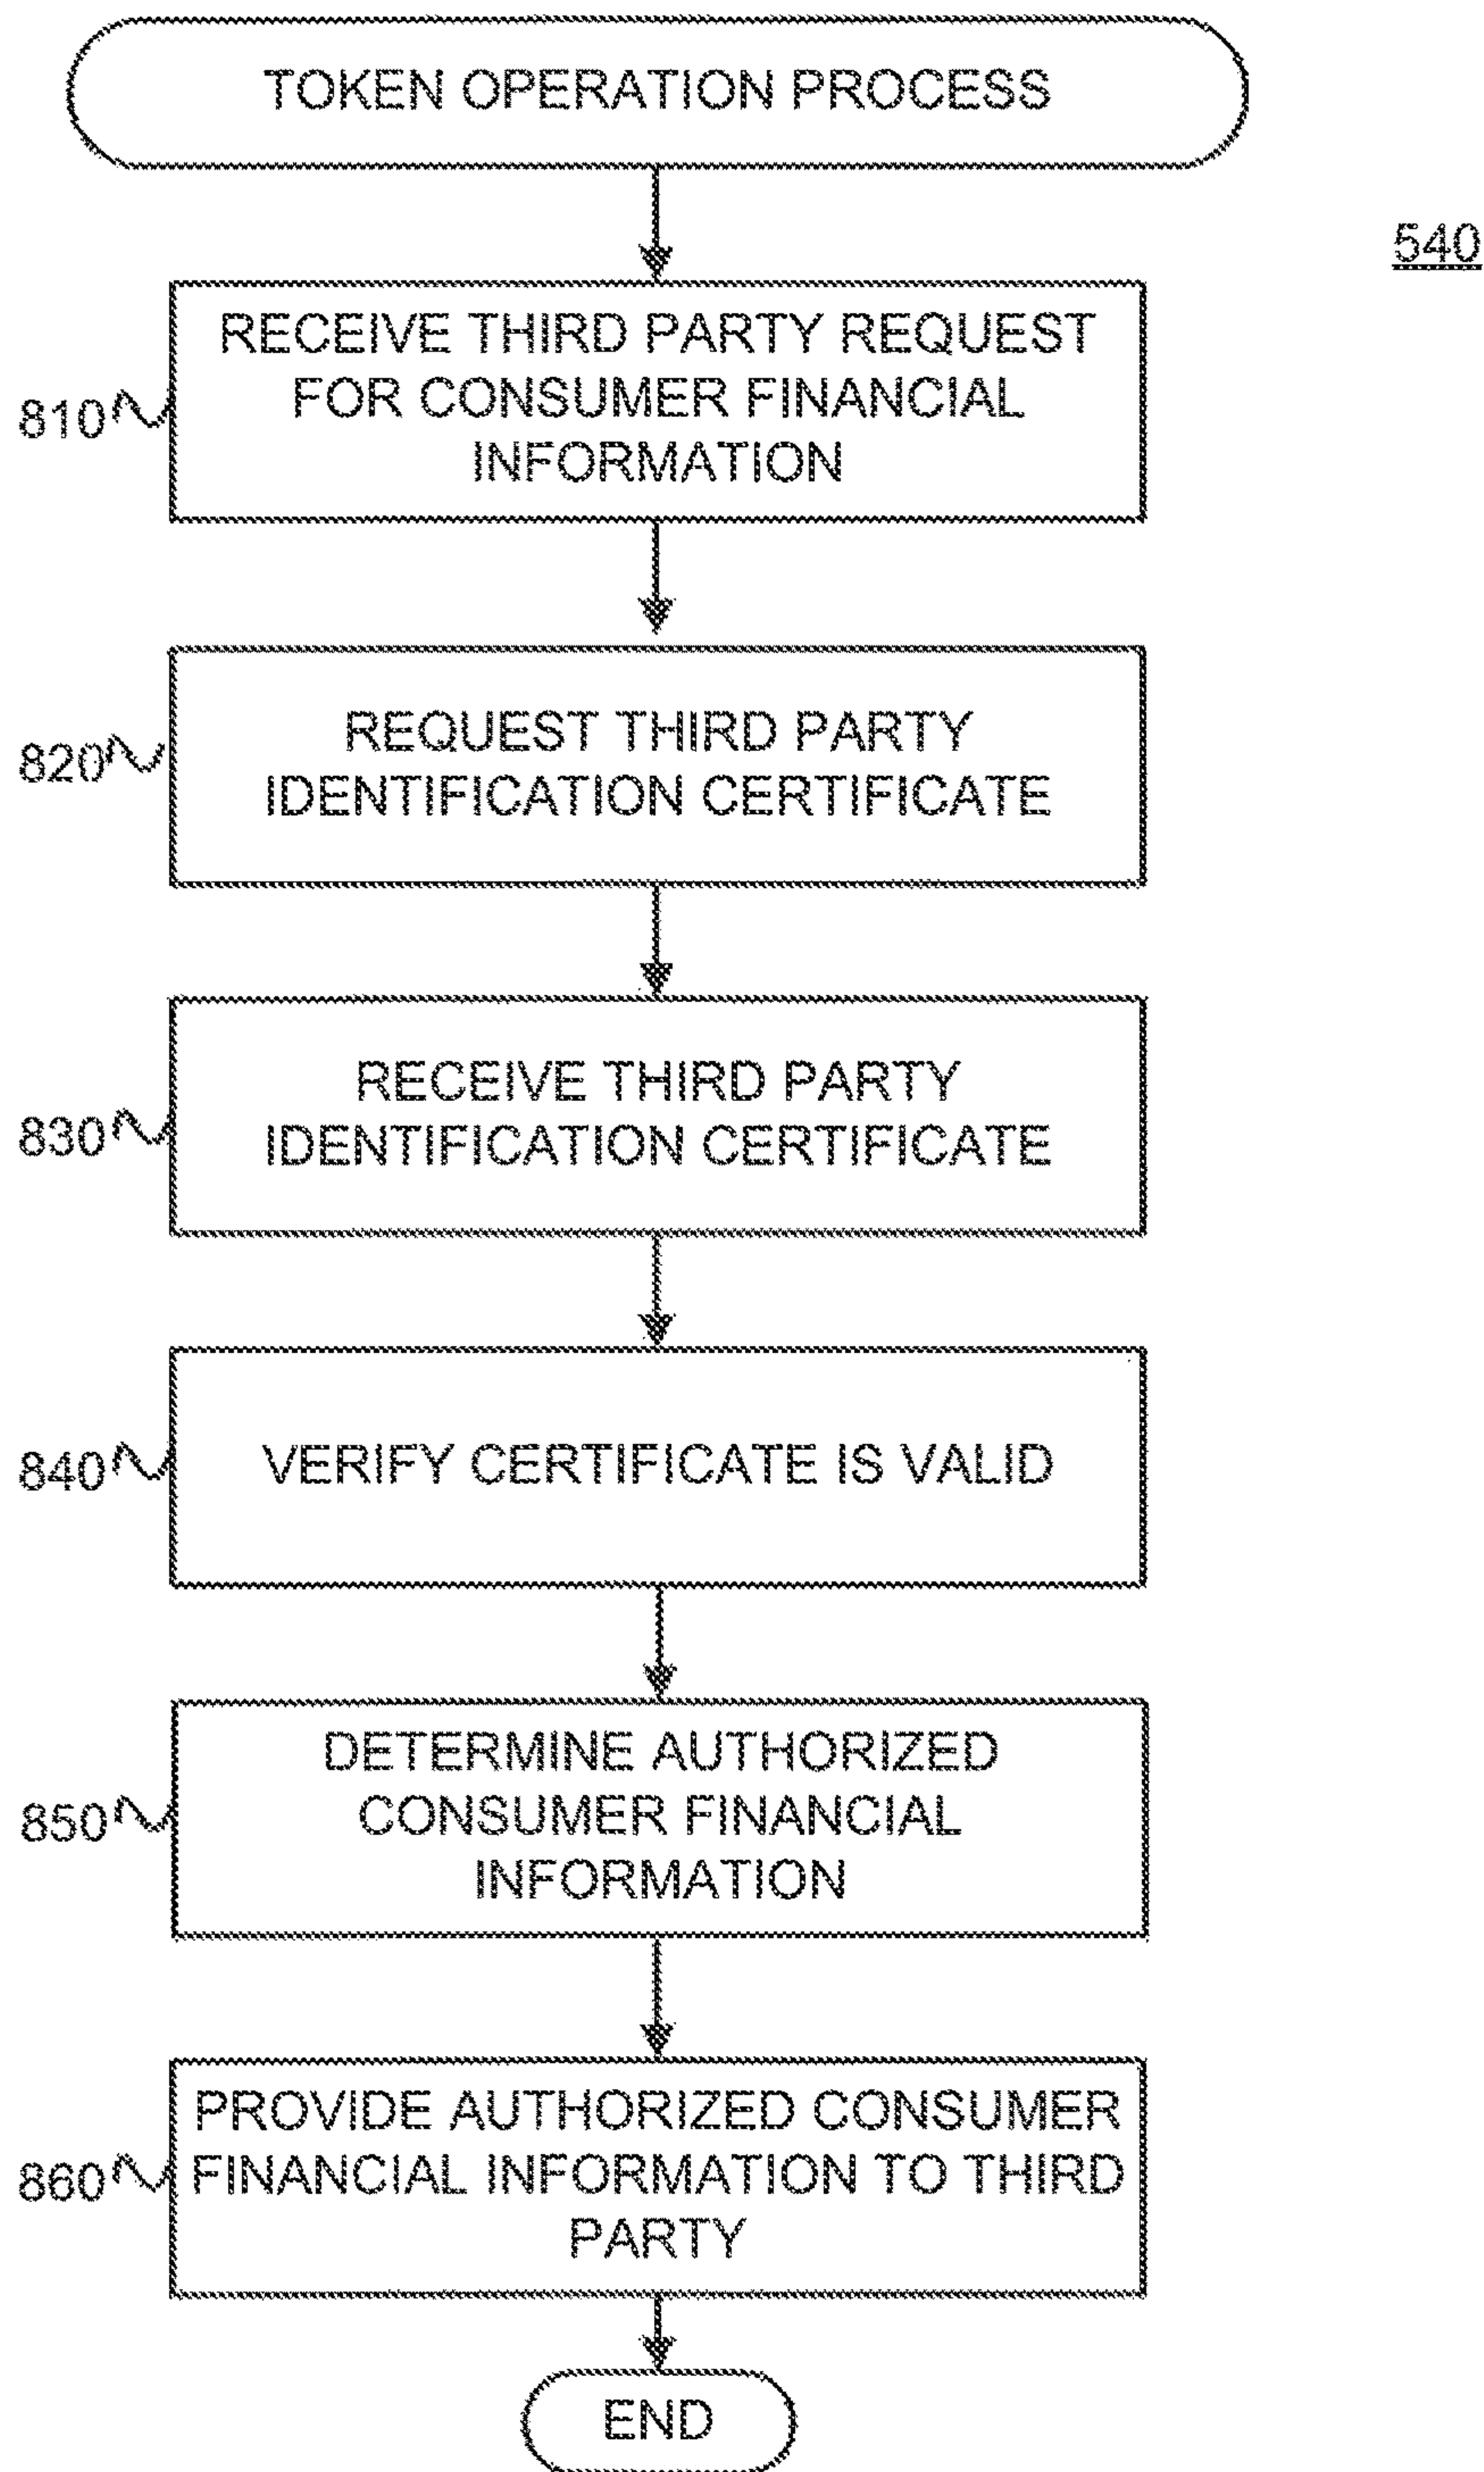 TOKEN OPERATION PROCESS
540
RECEIVE THIRD PARTY REQUEST
FOR CONSUMER FINANCIAL
INFORMATION
810
REQUEST THIRD PARTY
IDENTIFICATION CERTIFICATE
820
RECEIVE THIRD PARTY
IDENTIFICATION CERTIFICATE
830
VERIFY CERTIFICATE IS VALID
840
DETERMINE AUTHORIZED
CONSUMER FINANCIAL
INFORMATION
850
PROVIDE AUTHORIZED CONSUMER
FINANCIAL INFORMATION TO THIRD
PARTY
860
END